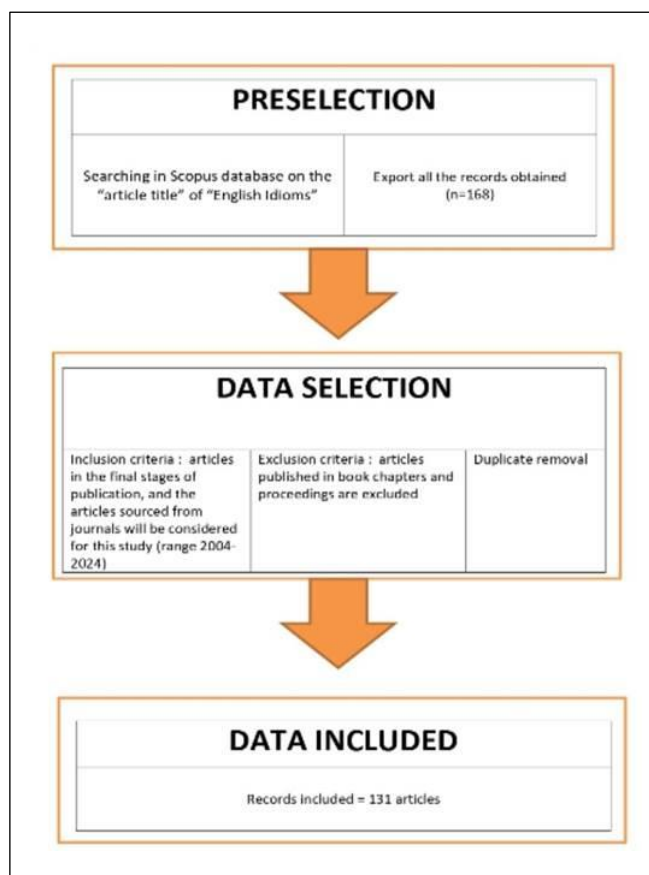 PRESELECTION
Searching in Scopus database on the
“article title” of “English Idioms”
Export all the records obtained
(n=168)
DATA SELECTION
Inclusion criteria : articles
in the final stages of
publication, and the
articles sourced from
journals will be considered
for this study (range 2004-
2024)
Exclusion criteria : articles
published in book chapters and
proceedings are excluded
Duplicate removal
DATA INCLUDED
Records included = 131 articles